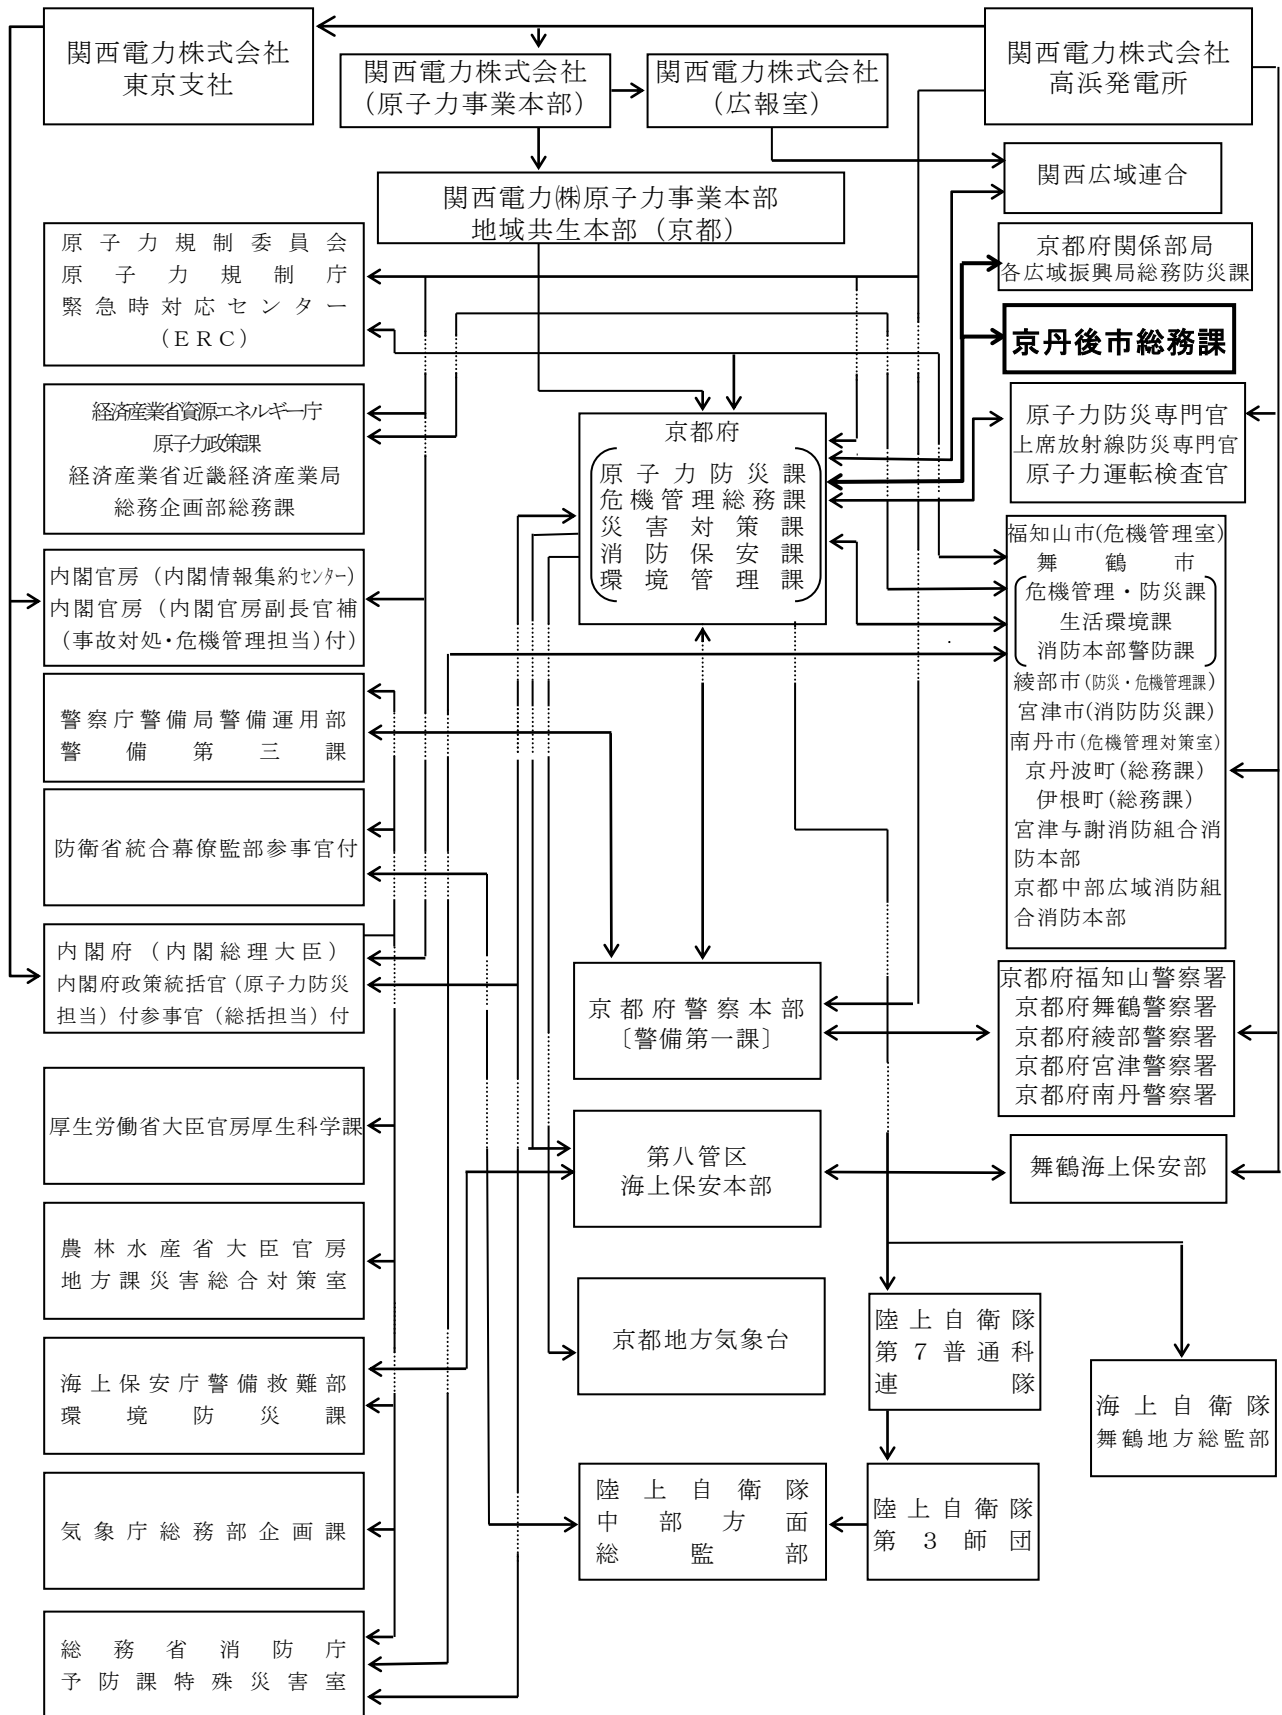 関西電力株式会社
東京支社
関西電力株式会社
(原子力事業本部)
関西電力株式会社
(広報室)
関西電力株式会社
高浜発電所
関西広域連合
関西電力㈱原子力事業本部
地域共生本部（京都）
京都府関係部局
各広域振興局総務防災課
京丹後市総務課
原子力規制委員会
原子力規制庁
緊急時対応センター
（ＥＲＣ）
経済産業省資源エネルギー庁
原子力政策課
経済産業省近畿経済産業局
総務企画部総務課
京都府
原子力防災課
危機管理総務課
災害対策課
消防保安課
環境管理課
原子力防災専門官
上席放射線防災専門官
原子力運転検査官
内閣官房（内閣情報集約センター）
内閣官房（内閣官房副長官補
（事故対処・危機管理担当）付）
福知山市(危機管理室)
舞鶴市
危機管理・防災課
生活環境課
消防本部警防課
綾部市(防災・危機管理課)
宮津市(消防防災課)
南丹市(危機管理対策室)
京丹波町(総務課)
伊根町(総務課)
宮津与謝消防組合消
防本部
京都中部広域消防組
合消防本部
警察庁警備局警備運用部
警備第三課
防衛省統合幕僚監部参事官付
内閣府（内閣総理大臣）
内閣府政策統括官（原子力防災
担当）付参事官（総括担当）付
京都府警察本部
〔警備第一課〕
京都府福知山警察署
京都府舞鶴警察署
京都府綾部警察署
京都府宮津警察署
京都府南丹警察署
厚生労働省大臣官房厚生科学課
第八管区
海上保安本部
舞鶴海上保安部
農林水産省大臣官房
地方課災害総合対策室
京都地方気象台
陸上自衛隊
第７普通科
連隊
海上保安庁警備救難部
環境防災課
海上自衛隊
舞鶴地方総監部
気象庁総務部企画課
陸上自衛隊
中部方面
総監部
陸上自衛隊
第３師団
総務省消防庁
予防課特殊災害室